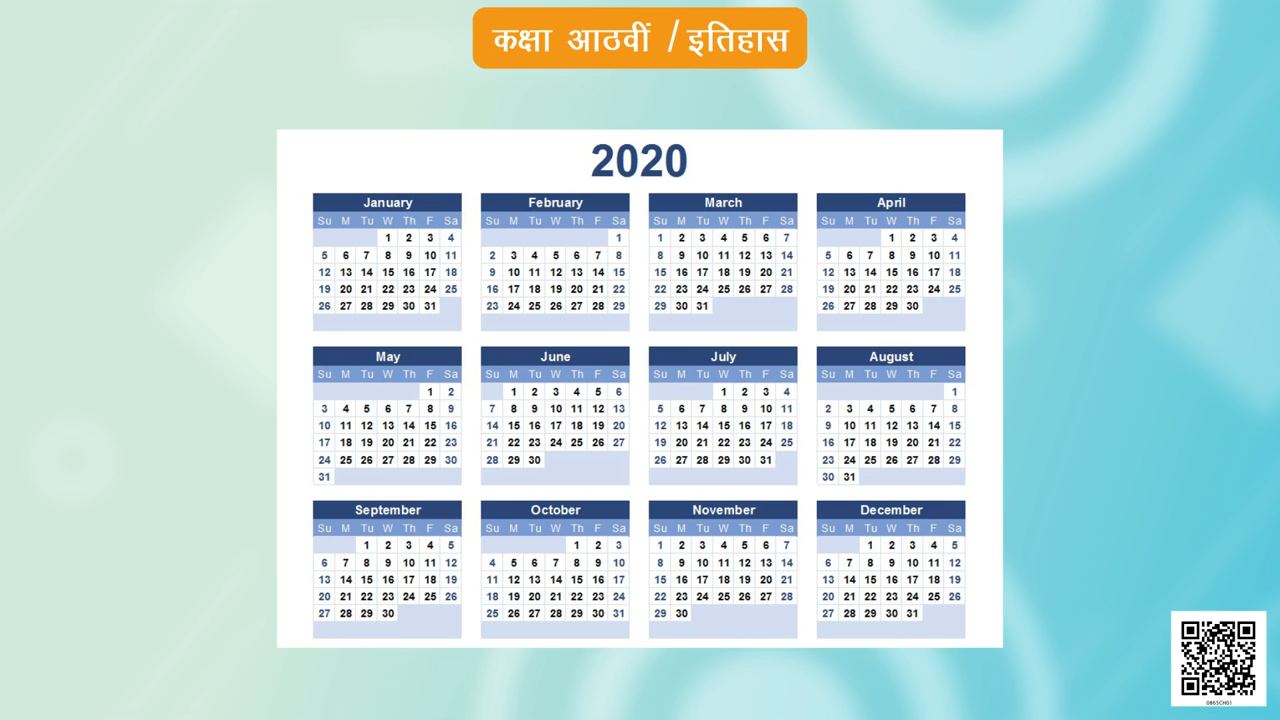 कक्षा आठवीं / इतिहास
2020
January February March April
Su M Tu W Th F Sa Su M Tu W Th F Sa Su M Tu W Th F Sa Su M Tu W Th F Sa
1 2 3 4 1 1 2 3 4 5 6 7 1 2 3 4
5 6 7 8 9 10 11 2 3 4 5 6 7 8 8 9 10 11 12 13 14 5 6 7 8 9 10 11
12 13 14 15 16 17 18 9 10 11 12 13 14 15 15 16 17 18 19 20 21 12 13 14 15 16 17 18
19 20 21 22 23 24 25 16 17 18 19 20 21 22 22 23 24 25 26 27 28 19 20 21 22 23 24 25
26 27 28 29 30 31 23 24 25 26 27 28 29 29 30 31 26 27 28 29 30
May June July August
Su M Tu W Th F Sa Su M Tu W Th F Sa Su M Tu W Th F Sa Su M Tu W Th F Sa
1 2 1 2 3 4 5 6 1 2 3 4 1
3 4 5 6 7 8 9 7 8 9 10 11 12 13 5 6 7 8 9 10 11 2 3 4 5 6 7 8
10 11 12 13 14 15 16 14 15 16 17 18 19 20 12 13 14 15 16 17 18 9 10 11 12 13 14 15
17 18 19 20 21 22 23 21 22 23 24 25 26 27 19 20 21 22 23 24 25 16 17 18 19 20 21 22
24 25 26 27 28 29 30 28 29 30 26 27 28 29 30 31 23 24 25 26 27 28 29
31 30 31
September October November December
Su M Tu W Th F Sa Su M Tu W Th F Sa Su M Tu W Th F Sa Su M Tu W Th F Sa
1 2 3 4 5 1 2 3 1 2 3 4 5 6 7 1 2 3 4 5
6 7 8 9 10 11 12 4 5 6 7 8 9 10 8 9 10 11 12 13 14 6 7 8 9 10 11 12
13 14 15 16 17 18 19 11 12 13 14 15 16 17 15 16 17 18 19 20 21 13 14 15 16 17 18 19
20 21 22 23 24 25 26 18 19 20 21 22 23 24 22 23 24 25 26 27 28 20 21 22 23 24 25 26
27 28 29 30 25 26 27 28 29 30 31 29 30 27 28 29 30 31
0865CH01